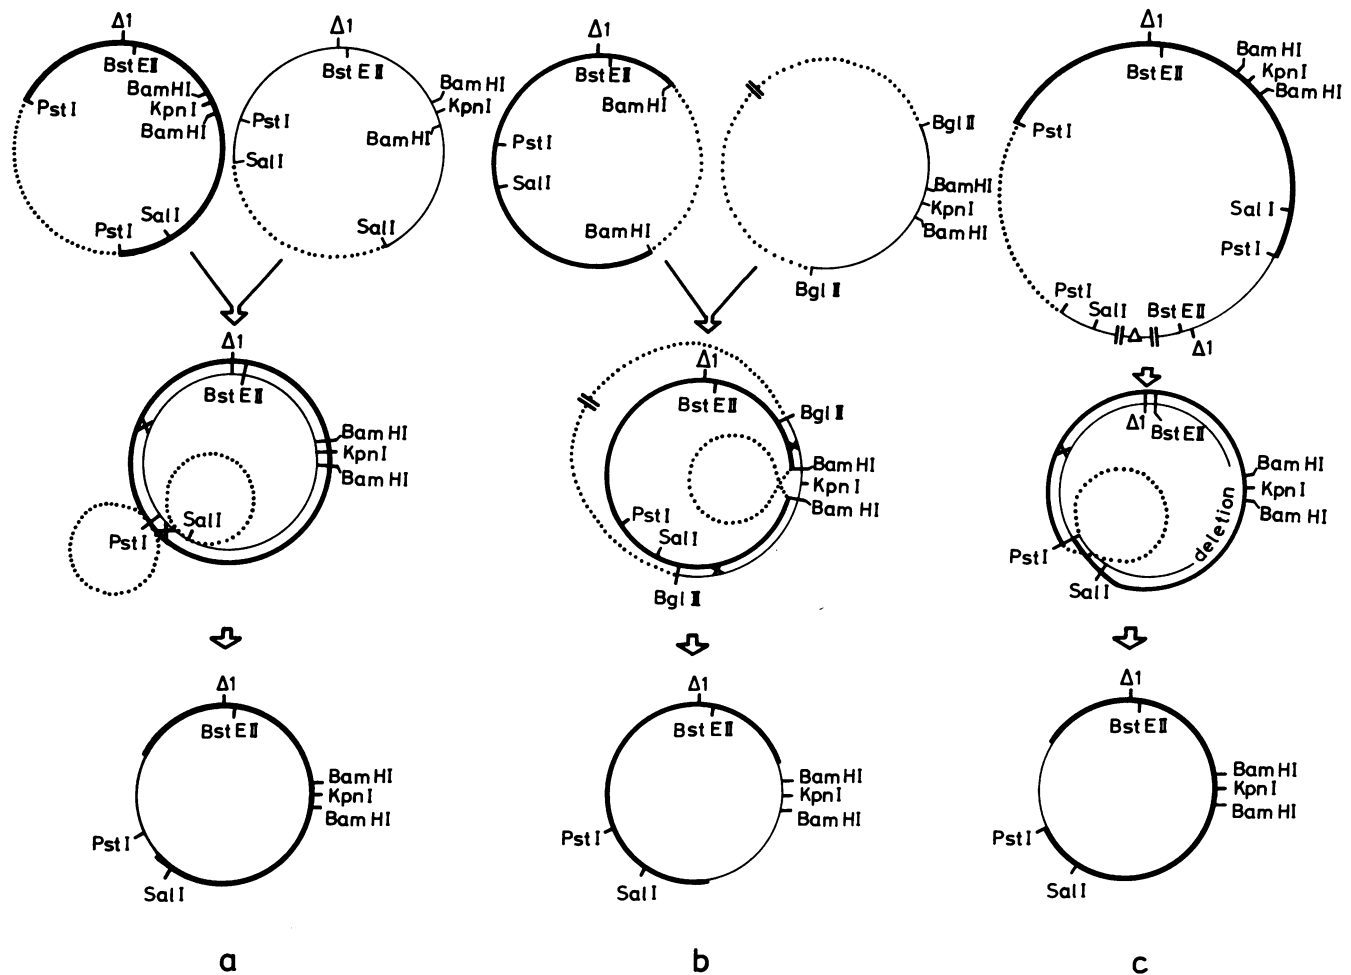 Δ1
BstEII
BamHI
KpnI
BamHI
PstI
SalI
PstI
Δ1
BstEII
BamHI
KpnI
BamHI
PstI
SalI
SalI
Δ1
BstEII
BamHI
PstI
SalI
BamHI
BglII
BamHI
KpnI
BamHI
BglII
Δ1
BstEII
BamHI
KpnI
BamHI
PstI
SalI
PstI
PstI
SalI
Δ
BstEII
Δ1
Δ1
BstEII
BamHI
KpnI
BamHI
SalI
PstI
Δ1
BstEII
BglII
BamHI
KpnI
BamHI
PstI
SalI
BglII
Δ1
BstEII
BamHI
KpnI
BamHI
deletion
PstI
SalI
Δ1
BstEII
BamHI
KpnI
BamHI
PstI
SalI
Δ1
BstEII
BamHI
KpnI
BamHI
PstI
SalI
Δ1
BstEII
BamHI
KpnI
BamHI
PstI
SalI
a
b
c